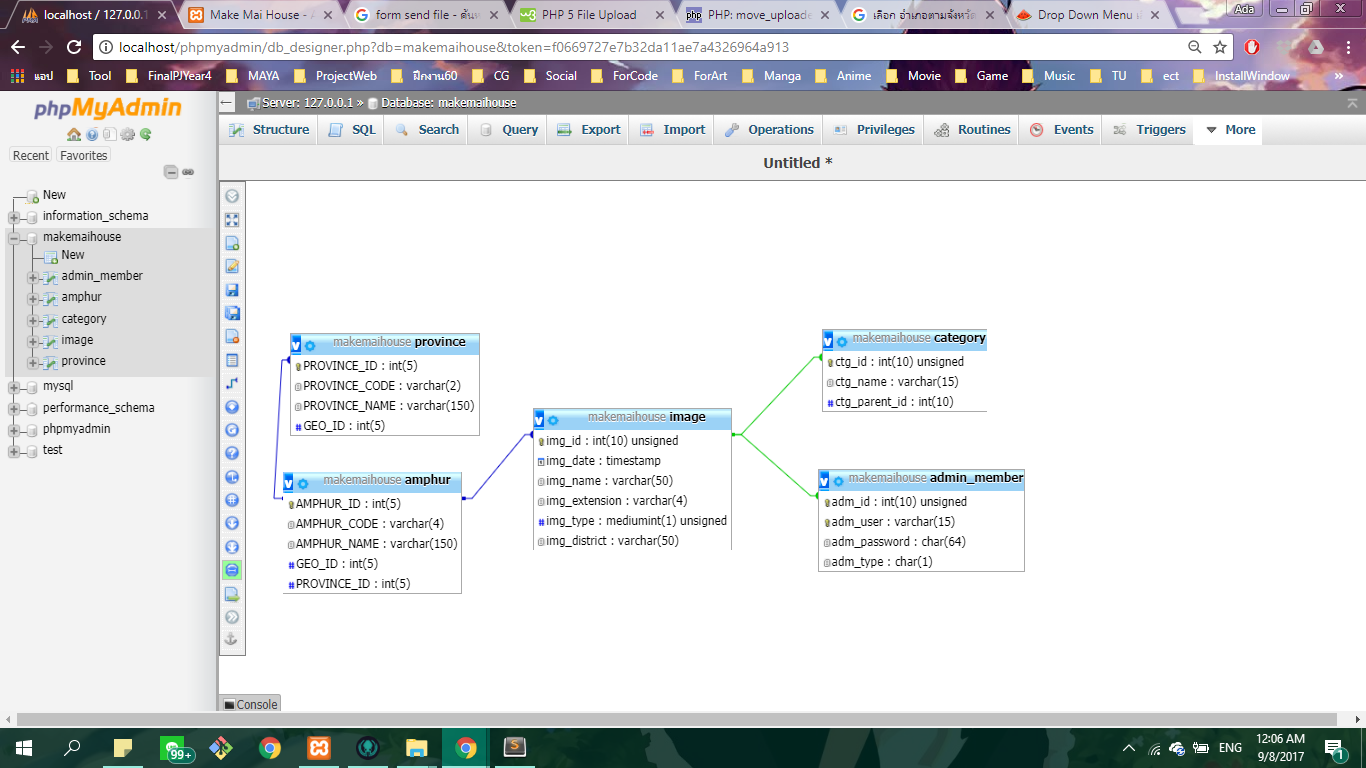 localhost / 127.0.0.1
Make Mai House - A
form send file - ค้นห
PHP 5 File Upload
PHP: move_uploade
เลือก อำเภอตามจังหวัด
Drop Down Menu เ
Ada
localhost/phpmyadmin/db_designer.php?db=makemaihouse&token=f0669727e7b32da11ae7a4326964a913
แอป Tool FinalPJYear4 MAYA ProjectWeb ฝึกงาน60 CG Social ForCode ForArt Manga Anime Movie Game Music TU ect InstallWindow »
phpMyAdmin
Recent Favorites
New
information_schema
makemaihouse
New
admin_member
amphur
category
image
province
mysql
performance_schema
phpmyadmin
test
Server: 127.0.0.1 » Database: makemaihouse
Structure SQL Search Query Export Import Operations Privileges Routines Events Triggers More
Untitled *
makemaihouse province
PROVINCE_ID : int(5)
PROVINCE_CODE : varchar(2)
PROVINCE_NAME : varchar(150)
# GEO_ID : int(5)
makemaihouse amphur
AMPHUR_ID : int(5)
AMPHUR_CODE : varchar(4)
AMPHUR_NAME : varchar(150)
# GEO_ID : int(5)
# PROVINCE_ID : int(5)
makemaihouse image
img_id : int(10) unsigned
img_date : timestamp
img_name : varchar(50)
img_extension : varchar(4)
# img_type : mediumint(1) unsigned
img_district : varchar(50)
makemaihouse category
ctg_id : int(10) unsigned
ctg_name : varchar(15)
# ctg_parent_id : int(10)
makemaihouse admin_member
adm_id : int(10) unsigned
adm_user : varchar(15)
adm_password : char(64)
adm_type : char(1)
Console
99+
ENG
12:06 AM
9/8/2017
1